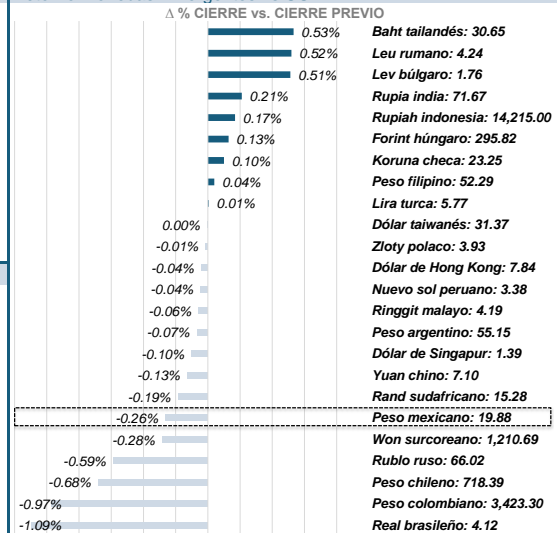 Δ % CIERRE vs. CIERRE PREVIO
0.53% Baht tailandés: 30.65
0.52% Leu rumano: 4.24
0.51% Lev búlgaro: 1.76
0.21% Rupia india: 71.67
0.17% Rupiah indonesia: 14,215.00
0.13% Forint húngaro: 295.82
0.10% Koruna checa: 23.25
0.04% Peso filipino: 52.29
0.01% Lira turca: 5.77
0.00% Dólar taiwanés: 31.37
-0.01% Zloty polaco: 3.93
-0.04% Dólar de Hong Kong: 7.84
-0.04% Nuevo sol peruano: 3.38
-0.06% Ringgit malayo: 4.19
-0.07% Peso argentino: 55.15
-0.10% Dólar de Singapur: 1.39
-0.13% Yuan chino: 7.10
-0.19% Rand sudafricano: 15.28
-0.26% Peso mexicano: 19.88
-0.28% Won surcoreano: 1,210.69
-0.59% Rublo ruso: 66.02
-0.68% Peso chileno: 718.39
-0.97% Peso colombiano: 3,423.30
-1.09% Real brasileño: 4.12